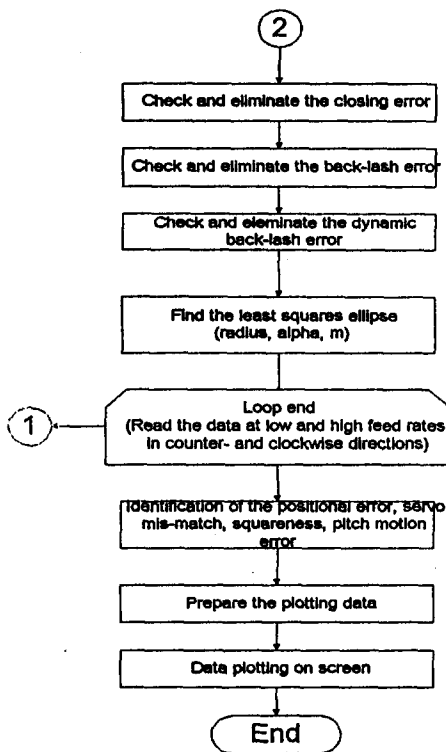 2
Check and eliminate the closing error
Check and eliminate the back-lash error
Check and eleminate the dynamic
back-lash error
Find the least squares ellipse
(radius, alpha, m)
1
Loop end
(Read the data at low and high feed rates
in counter- and clockwise directions)
Identification of the positional error, servo
mis-match, squareness, pitch motion
error
Prepare the plotting data
Data plotting on screen
End